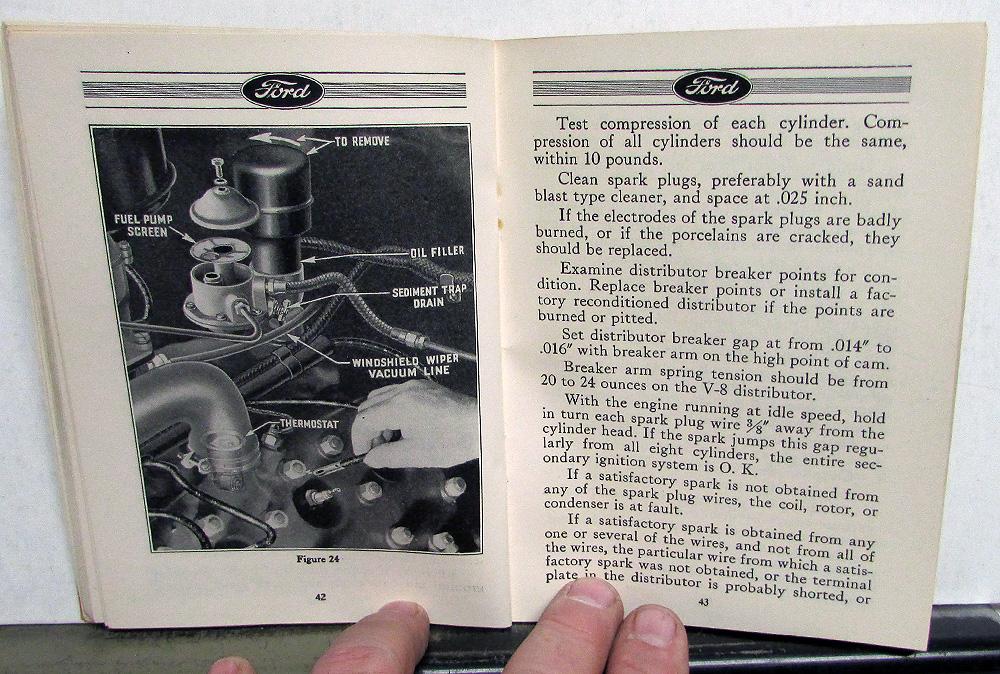 Ford
TO REMOVE
FUEL PUMP
SCREEN
OIL FILLER
SEDIMENT TRAP
DRAIN
WINDSHIELD WIPER
VACUUM LINE
THERMOSTAT
Figure 24
42
Ford
Test compression of each cylinder. Com-
pression of all cylinders should be the same,
within 10 pounds.
Clean spark plugs, preferably with a sand
blast type cleaner, and space at .025 inch.
If the electrodes of the spark plugs are badly
burned, or if the porcelains are cracked, they
should be replaced.
Examine distributor breaker points for con-
dition. Replace breaker points or install a fac-
tory reconditioned distributor if the points are
burned or pitted.
Set distributor breaker gap at from .014″ to
.016″ with breaker arm on the high point of cam.
Breaker arm spring tension should be from
20 to 24 ounces on the V-8 distributor.
With the engine running at idle speed, hold
in turn each spark plug wire 3/8″ away from the
cylinder head. If the spark jumps this gap regu-
larly from all eight cylinders, the entire sec-
ondary ignition system is O. K.
If a satisfactory spark is not obtained from
any of the spark plug wires, the coil, rotor, or
condenser is at fault.
If a satisfactory spark is obtained from any
one or several of the wires, and not from all of
the wires, the particular wire from which a satis-
factory spark was not obtained, or the terminal
plate in the distributor is probably shorted, or
43